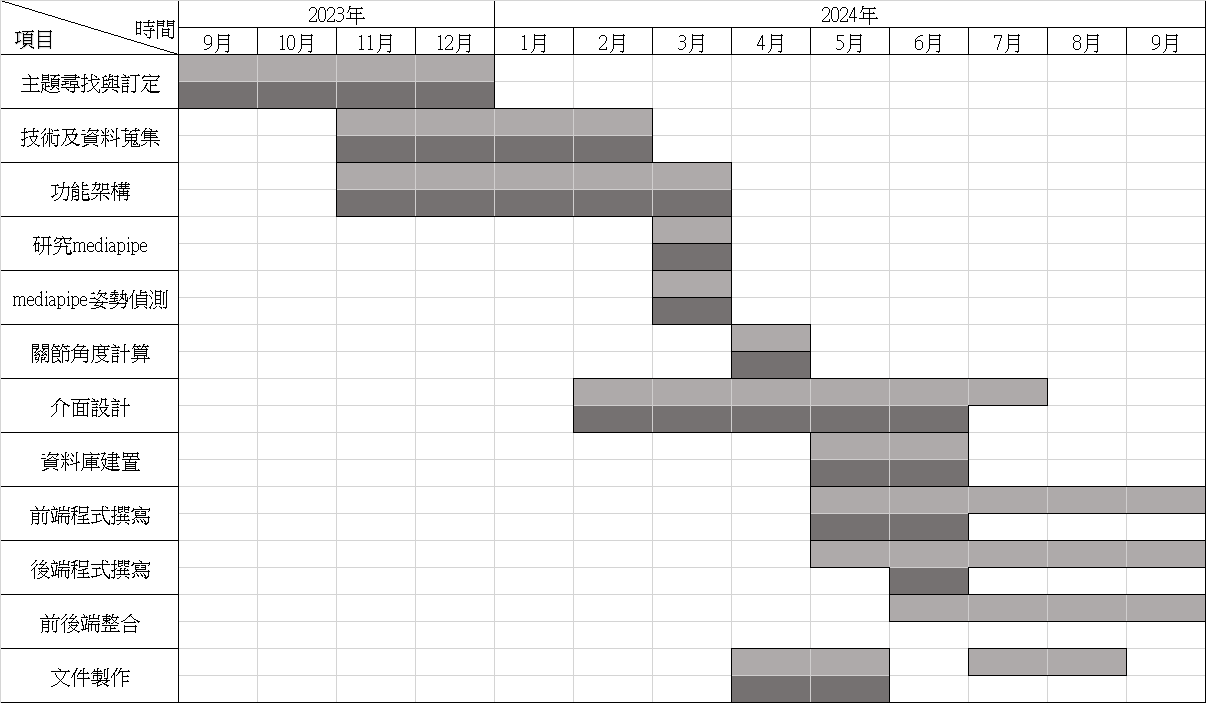 時間
項目
2023年
2024年
9月 10月 11月 12月 1月 2月 3月 4月 5月 6月 7月 8月 9月
主題尋找與訂定
技術及資料蒐集
功能架構
研究mediapipe
mediapipe姿勢偵測
關節角度計算
介面設計
資料庫建置
前端程式撰寫
後端程式撰寫
前後端整合
文件製作